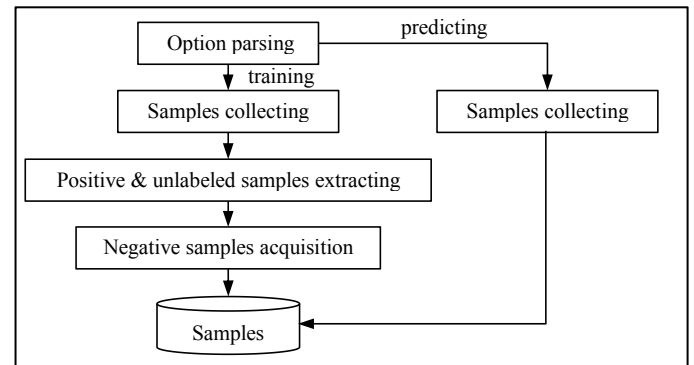 Option parsing
predicting
training
Samples collecting
Samples collecting
Positive & unlabeled samples extracting
Negative samples acquisition
Samples